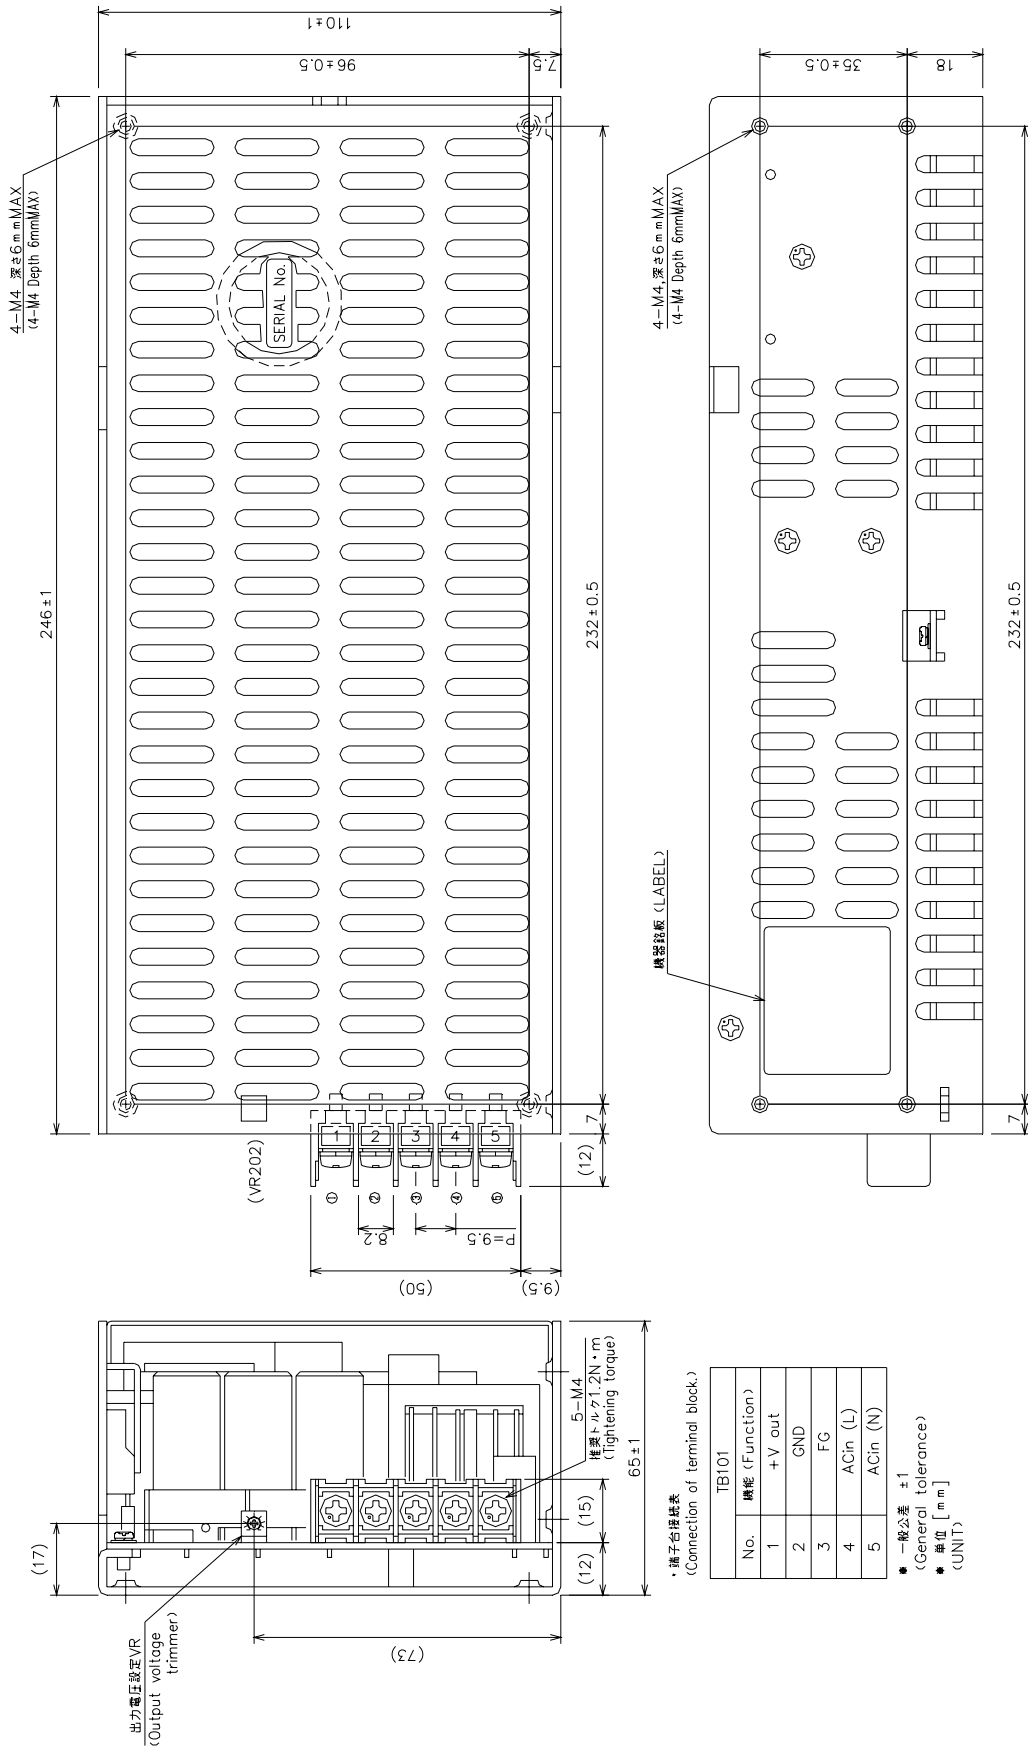 110±1
96±0.5
7.5
35±0.5
18
4-M4 深さ6mmMAX
(4-M4 Depth 6mmMAX)
4-M4,深さ6mmMAX
(4-M4 Depth 6mmMAX)
SERIAL No.
246±1
232±0.5
232±0.5
機器銘板 (LABEL)
(VR202)
1
2
3
4
5
①
②
③
④
⑤
7
(12)
7
8.2
P=9.5
(50)
(9.5)
(17)
出力電圧設定VR
(Output voltage
trimmer)
(73)
5-M4
推奨トルク1.2N・m
(Tightening torque)
65±1
(15)
(12)
・端子台接続表
(Connection of terminal block.)
TB101
No. 機能 (Function)
1 +V out
2 GND
3 FG
4 ACin (L)
5 ACin (N)
● 一般公差 ±1
(General tolerance)
● 単位 [mm]
(UNIT)